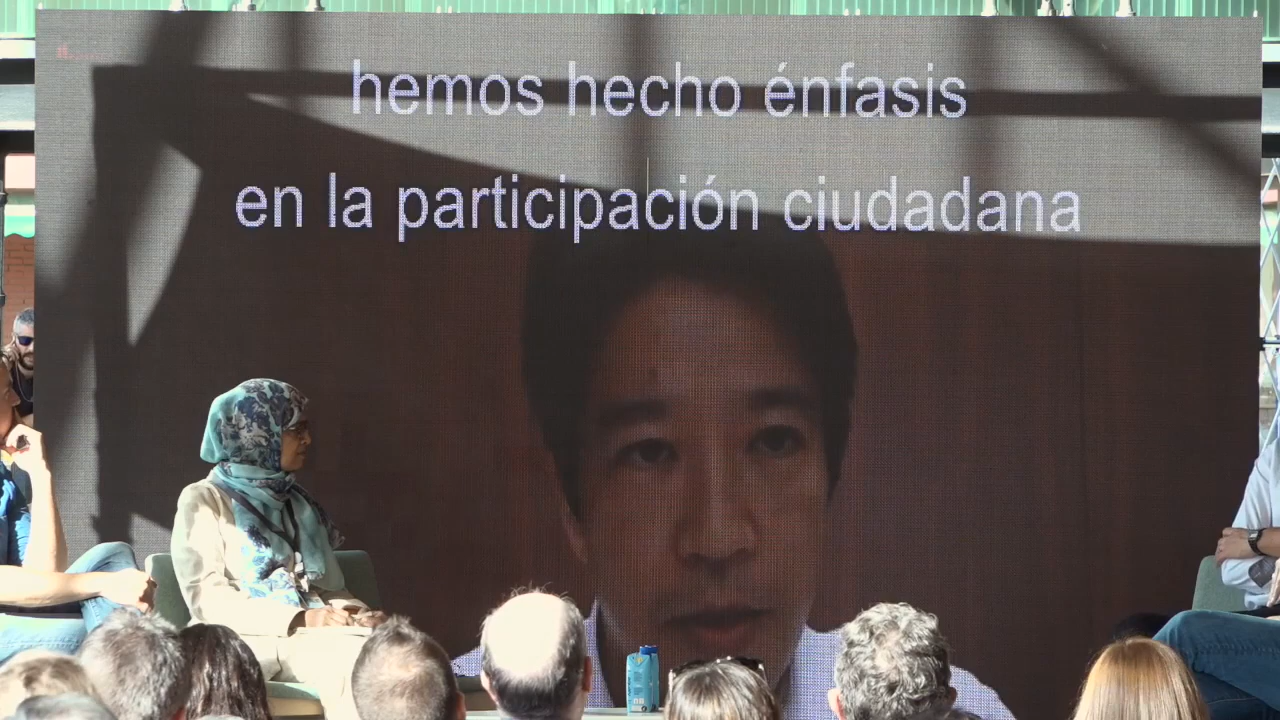 hemos hecho énfasis
en la participación ciudadana